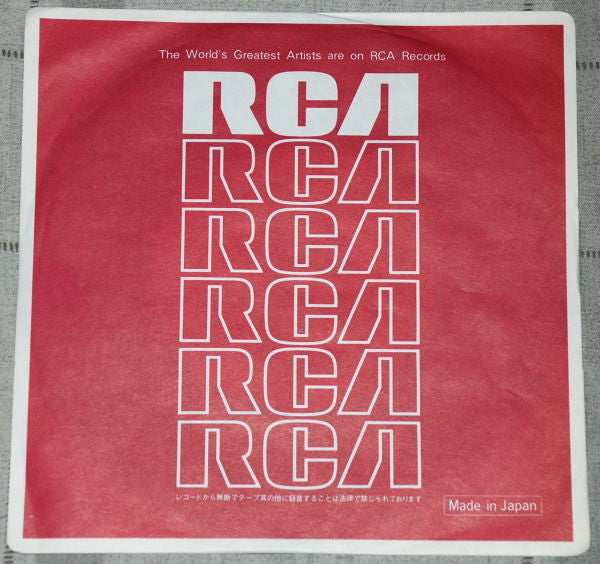 The World's Greatest Artists are on RCA Records
RCA
RCA
RCA
RCA
RCA
RCA
レコードから無断でテープ其の他に録音することは法律で禁じられております
Made in Japan